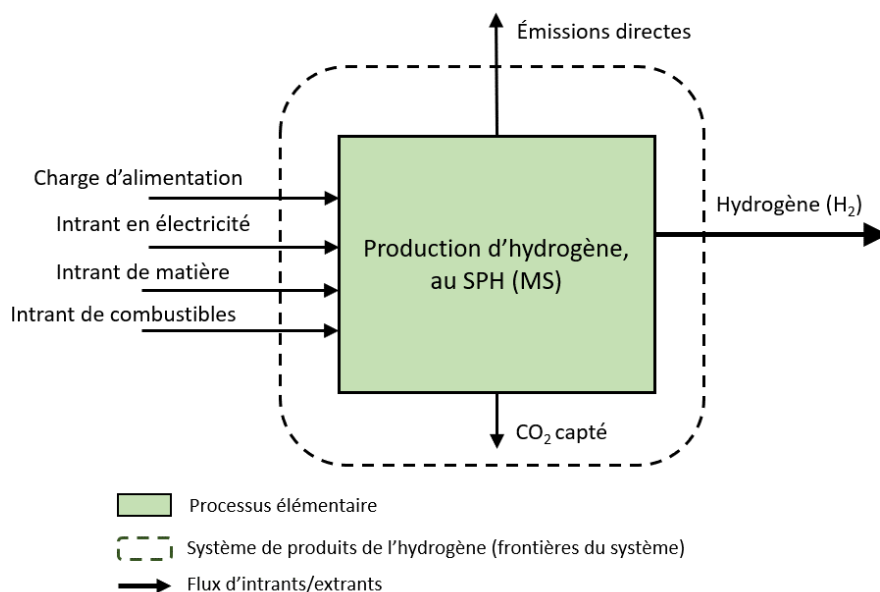 Émissions directes
Charge d'alimentation
Intrant en électricité
Intrant de matière
Intrant de combustibles
Production d'hydrogène,
au SPH (MS)
Hydrogène (H₂)
CO₂ capté
Processus élémentaire
Système de produits de l'hydrogène (frontières du système)
Flux d'intrants/extrants